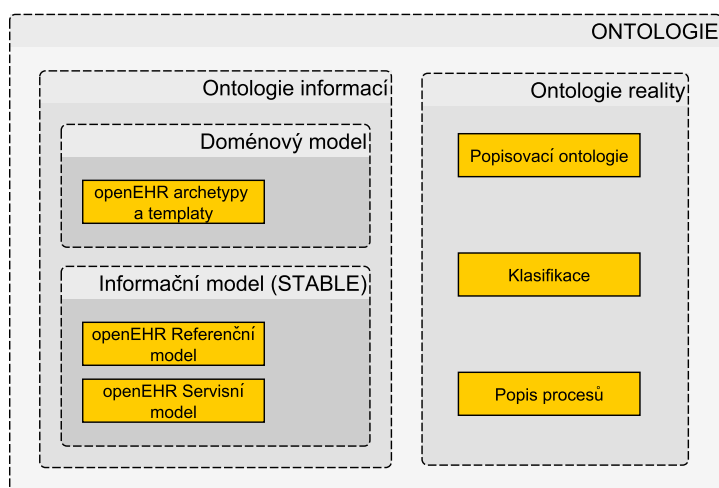 ONTOLOGIE
Ontologie informací
Doménový model
openEHR archetypy
a templaty
Informační model (STABLE)
openEHR Referenční
model
openEHR Servisní
model
Ontologie reality
Popisovací ontologie
Klasifikace
Popis procesů